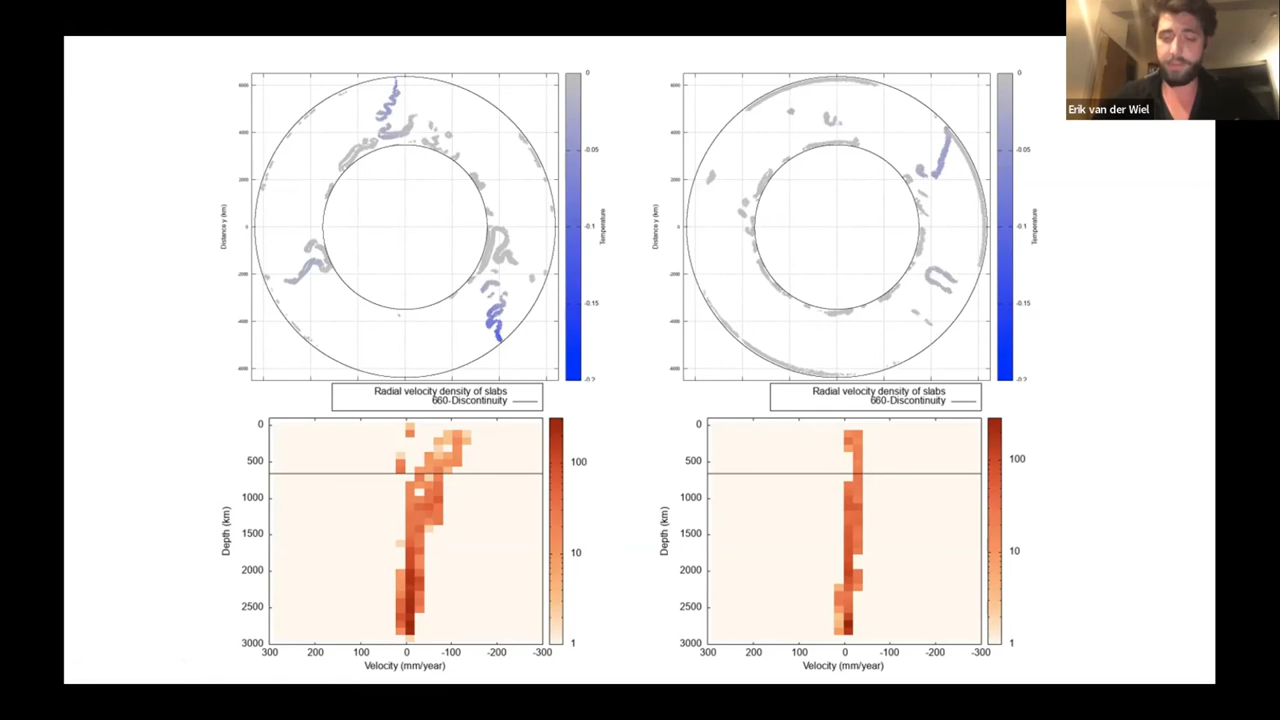 Erik van der Wiel
6000
4000
2000
0
-2000
-4000
-6000
Distance y (km)
0
-0.05
-0.1
-0.15
-0.2
Temperature
6000
4000
2000
0
-2000
-4000
-6000
Distance y (km)
0
-0.05
-0.1
-0.15
-0.2
Temperature
Radial velocity density of slabs
660-Discontinuity
0
500
1000
1500
2000
2500
3000
Depth (km)
300 200 100 0 -100 -200 -300
Velocity (mm/year)
100
10
1
Radial velocity density of slabs
660-Discontinuity
0
500
1000
1500
2000
2500
3000
Depth (km)
300 200 100 0 -100 -200 -300
Velocity (mm/year)
100
10
1